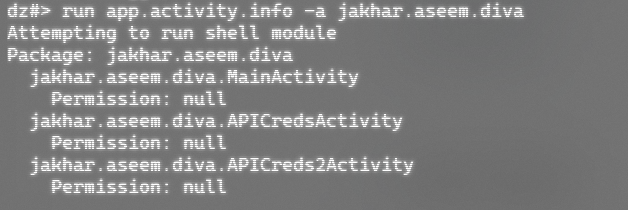 dz#> run app.activity.info -a jakhar.aseem.diva
Attempting to run shell module
Package: jakhar.aseem.diva
jakhar.aseem.diva.MainActivity
Permission: null
jakhar.aseem.diva.APICredsActivity
Permission: null
jakhar.aseem.diva.APICreds2Activity
Permission: null